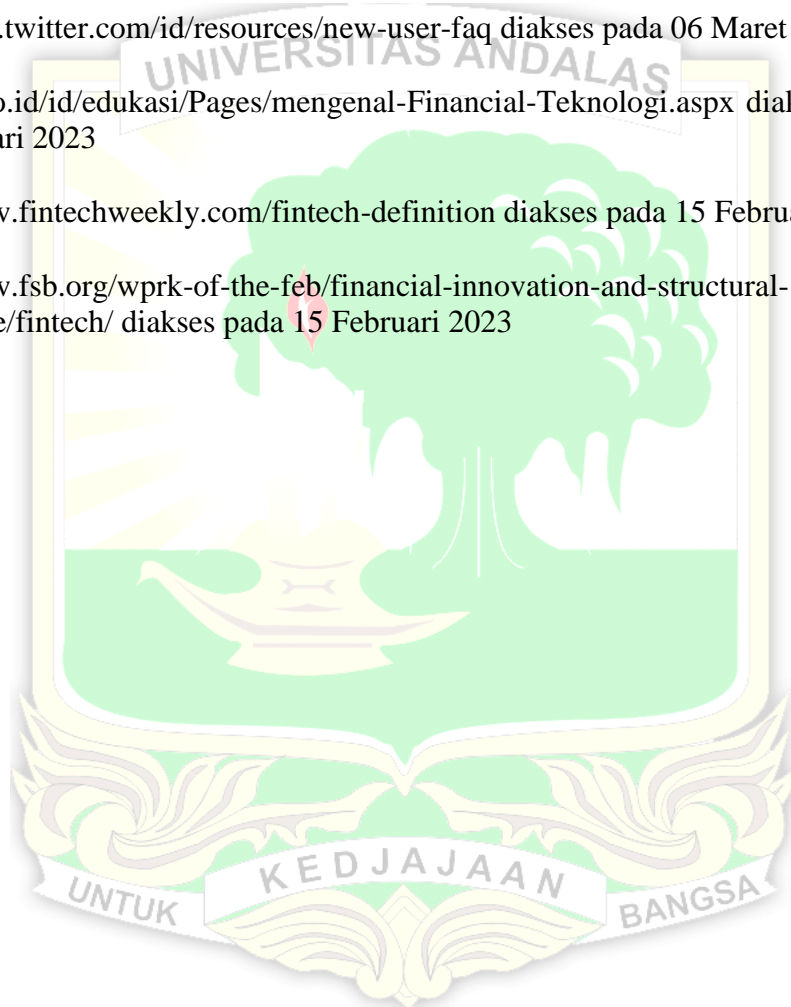 .twitter.com/id/resources/new-user-faq diakses pada 06 Maret
UNIVERSITAS ANDALAS
o.id/id/edukasi/Pages/mengenal-Financial-Teknologi.aspx diak
ari 2023
w.fintechweekly.com/fintech-definition diakses pada 15 Februa
w.fsb.org/wprk-of-the-feb/financial-innovation-and-structural-
e/fintech/ diakses pada 15 Februari 2023
UNTUK KEDJAJAAN BANGSA